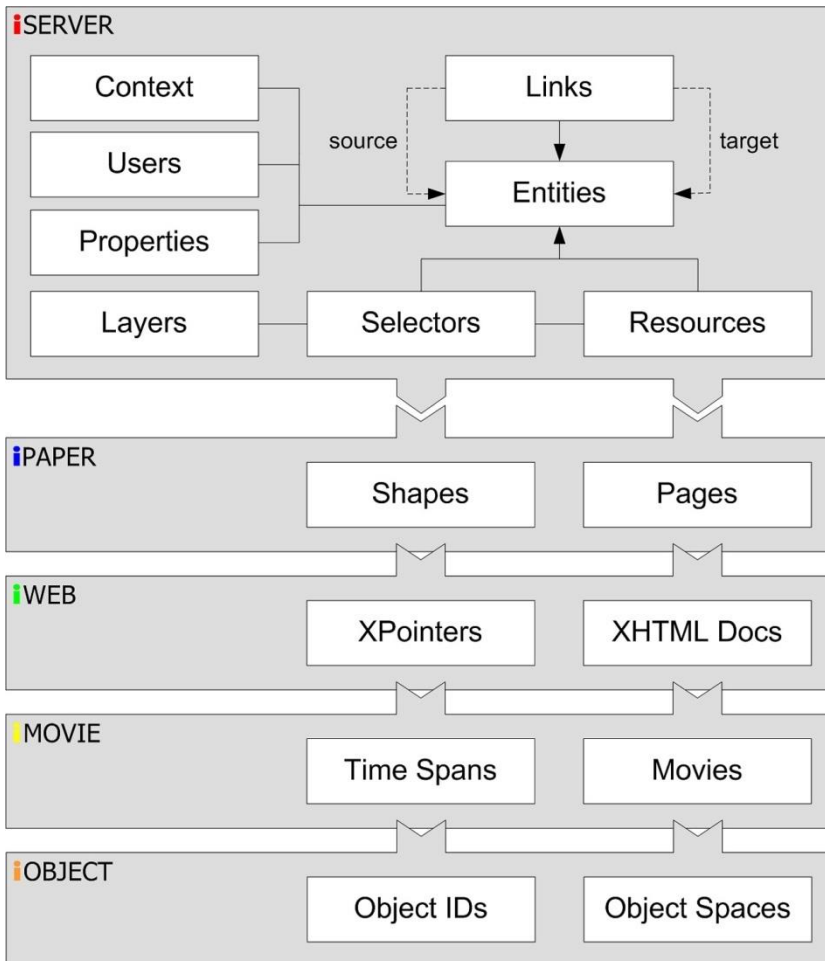 iSERVER
Context
Links
source
target
Users
Entities
Properties
Layers
Selectors
Resources
iPAPER
Shapes
Pages
iWEB
XPointers
XHTML Docs
iMOVIE
Time Spans
Movies
iOBJECT
Object IDs
Object Spaces